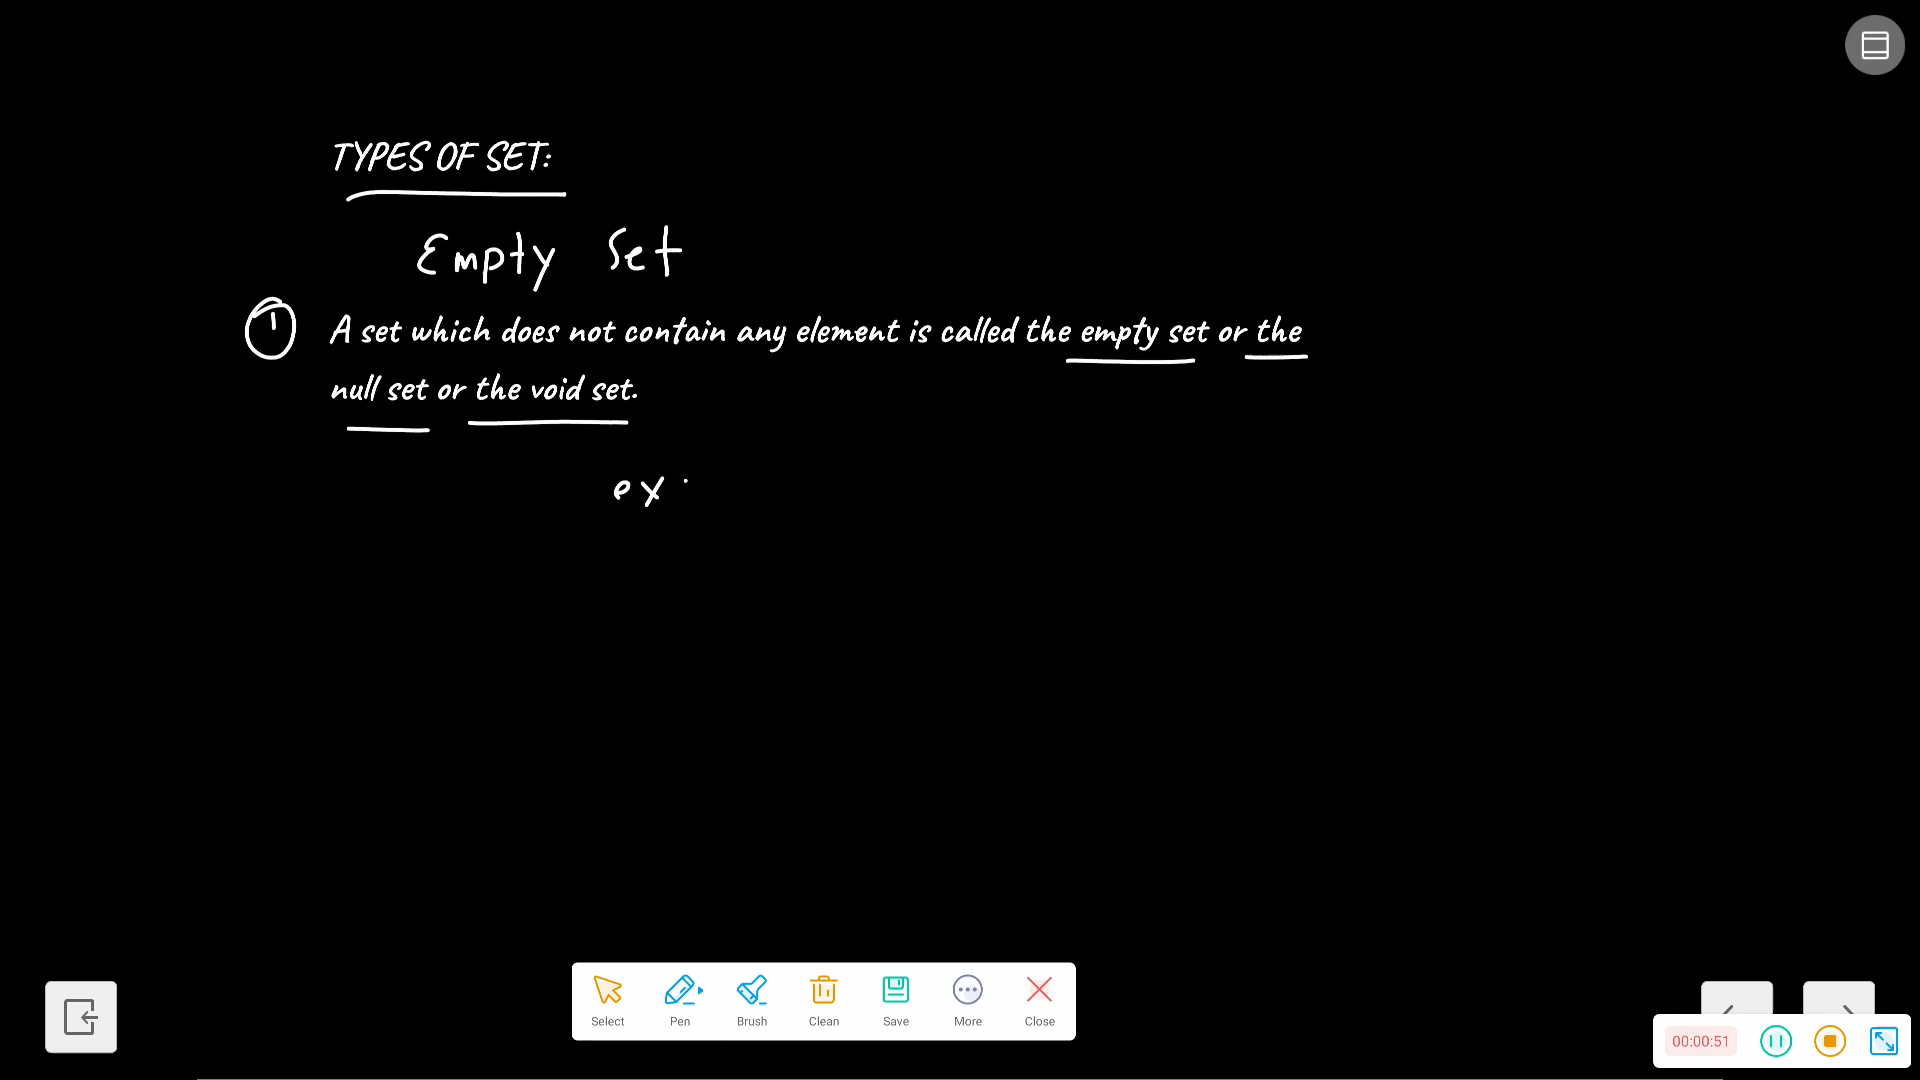 TYPES OF SET:
Empty Set
1 A set which does not contain any element is called the empty set or the
null set or the void set.
ex
Select Pen Brush Clean Save More Close
00:00:51